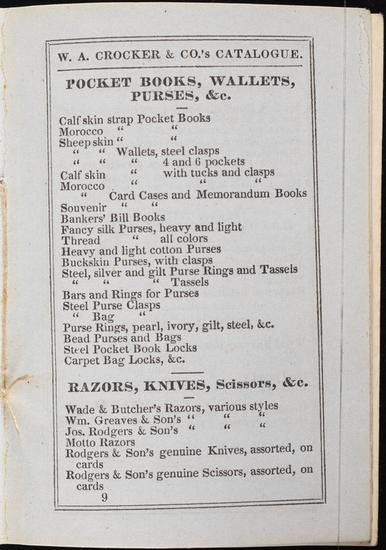 W. A. CROCKER & CO.'s CATALOGUE.
POCKET BOOKS, WALLETS,
PURSES, &c.
Calf skin strap Pocket Books
Morocco " "
Sheep skin " "
" " Wallets, steel clasps
" " " 4 and 6 pockets
Calf skin " with tucks and clasps
Morocco " " "
" Card Cases and Memorandum Books
Souvenir " "
Bankers' Bill Books
Fancy silk Purses, heavy and light
Thread " all colors
Heavy and light cotton Purses
Buckskin Purses, with clasps
Steel, silver and gilt Purse Rings and Tassels
" " " Tassels
Bars and Rings for Purses
Steel Purse Clasps
" Bag "
Purse Rings, pearl, ivory, gilt, steel, &c.
Bead Purses and Bags
Steel Pocket Book Locks
Carpet Bag Locks, &c.
RAZORS, KNIVES, Scissors, &c.
Wade & Butcher's Razors, various styles
Wm. Greaves & Son's " " "
Jos. Rodgers & Son's " " "
Motto Razors
Rodgers & Son's genuine Knives, assorted, on
cards
Rodgers & Son's genuine Scissors, assorted, on
cards
9